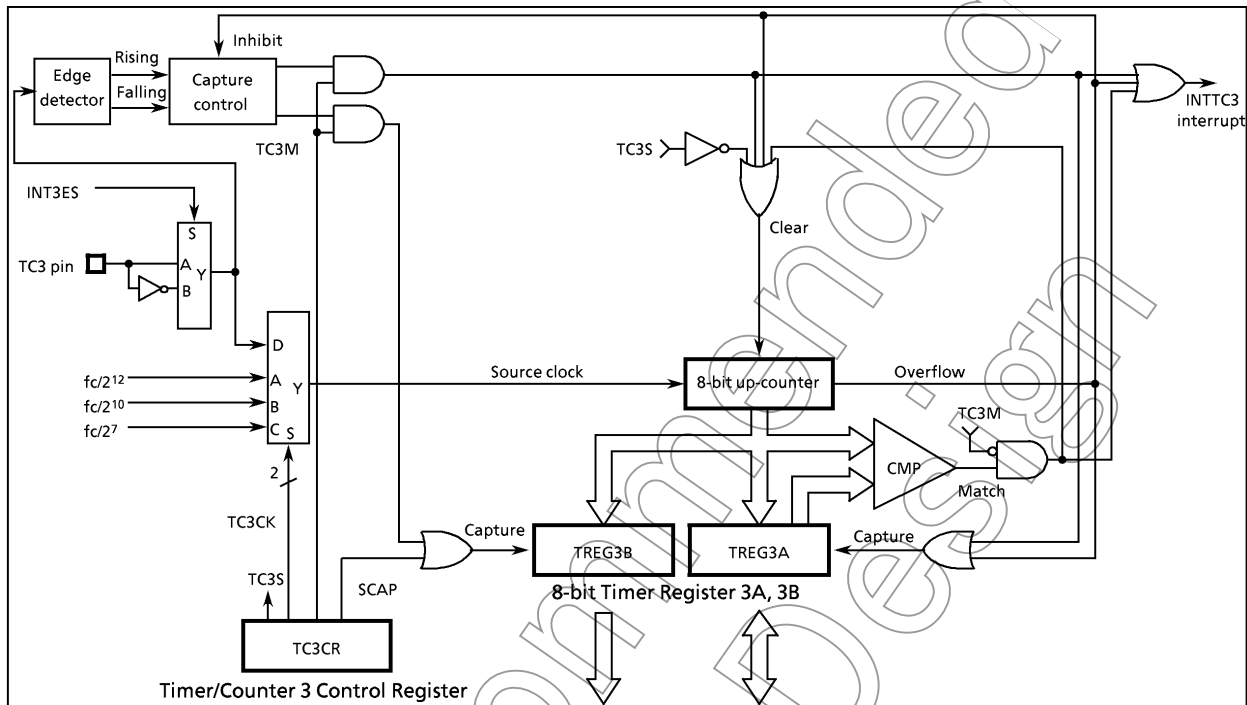 Inhibit
Rising
Edge
detector
Falling
Capture
control
TC3M
INTTC3
interrupt
TC3S
INT3ES
S
Clear
TC3 pin
A
Y
B
D
fc/2¹²
A
Y
Source clock
8-bit up-counter
Overflow
fc/2¹⁰
B
fc/2⁷
C
S
TC3M
2
CMP
Match
TC3CK
Capture
TREG3B
TREG3A
Capture
TC3S
SCAP
8-bit Timer Register 3A, 3B
TC3CR
Timer/Counter 3 Control Register
ommended
Design